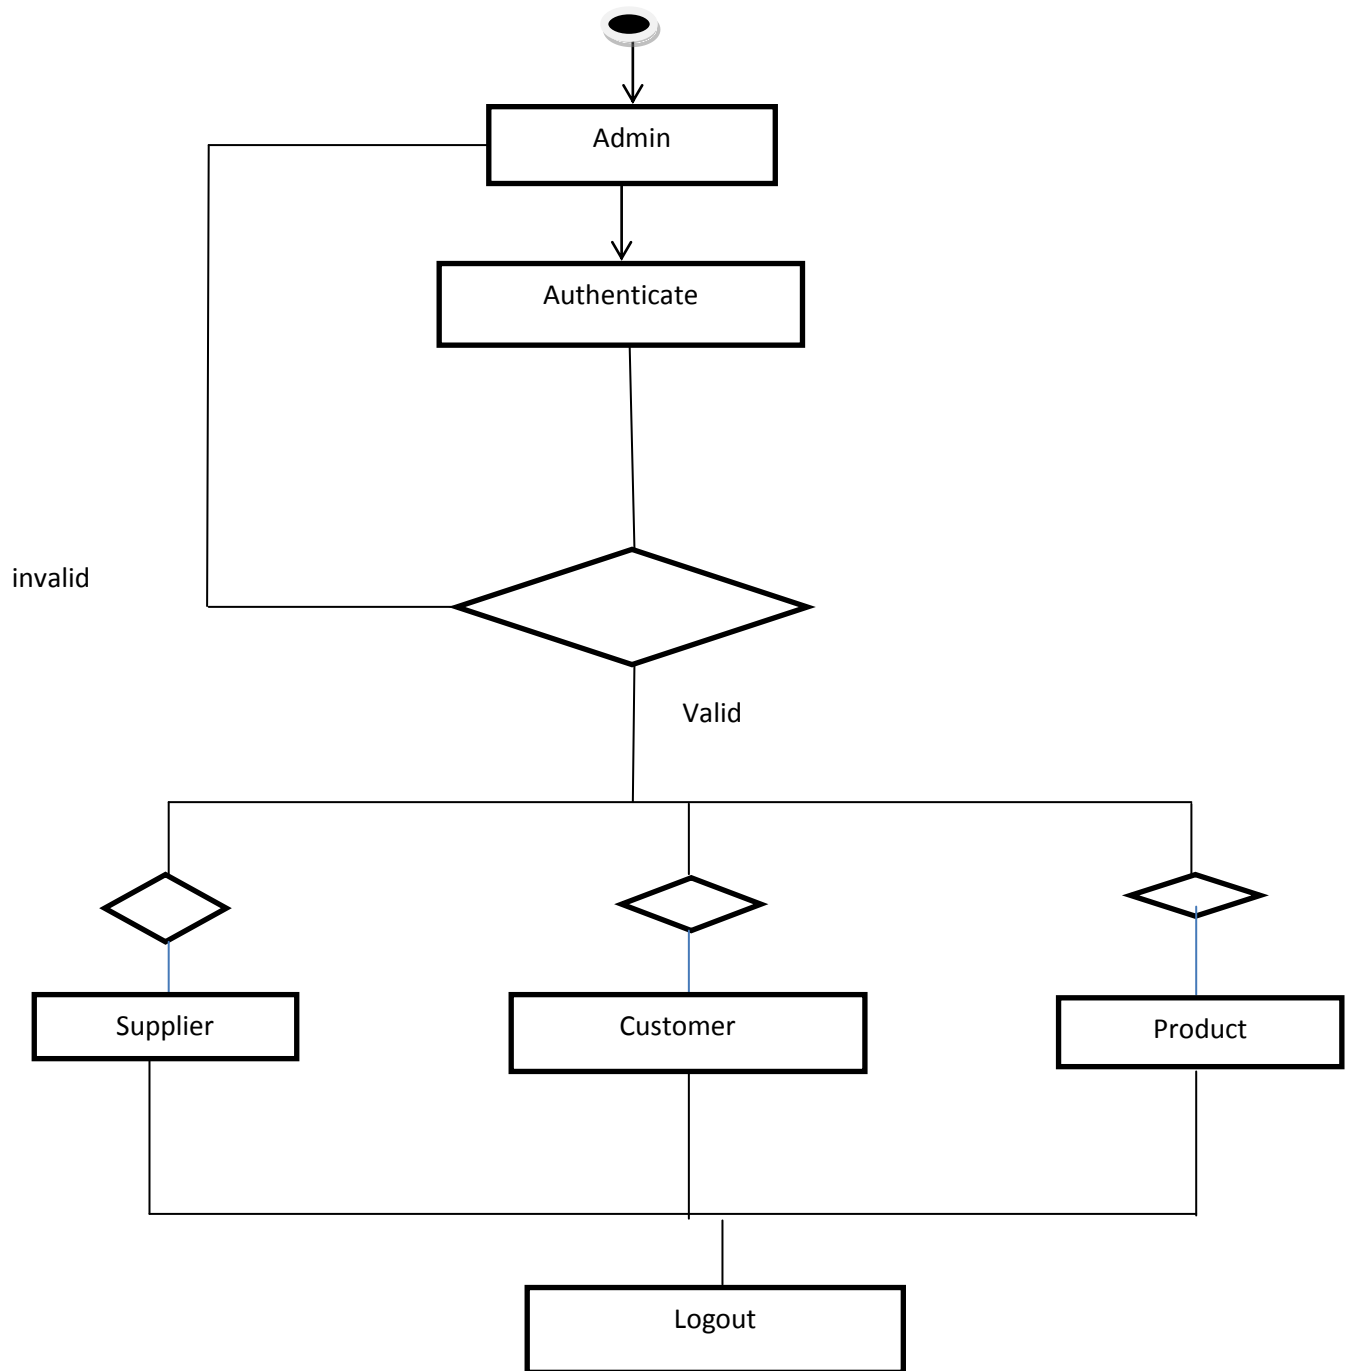 Admin
Authenticate
invalid
Valid
Supplier
Customer
Product
Logout